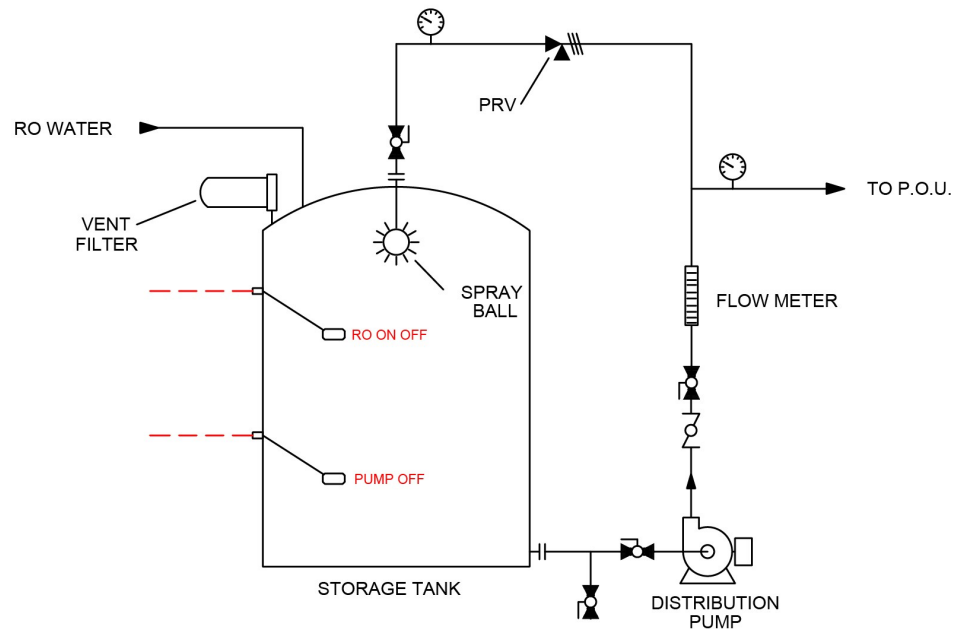 PRV
RO WATER
TO P.O.U.
VENT
FILTER
SPRAY
BALL
FLOW METER
RO ON OFF
PUMP OFF
STORAGE TANK
DISTRIBUTION
PUMP